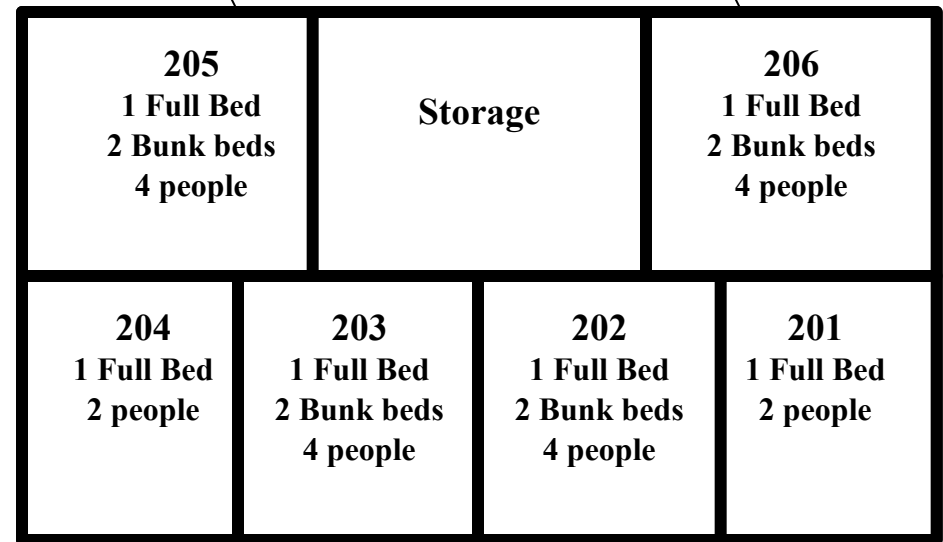 205
1 Full Bed
2 Bunk beds
4 people
Storage
206
1 Full Bed
2 Bunk beds
4 people
204
1 Full Bed
2 people
203
1 Full Bed
2 Bunk beds
4 people
202
1 Full Bed
2 Bunk beds
4 people
201
1 Full Bed
2 people